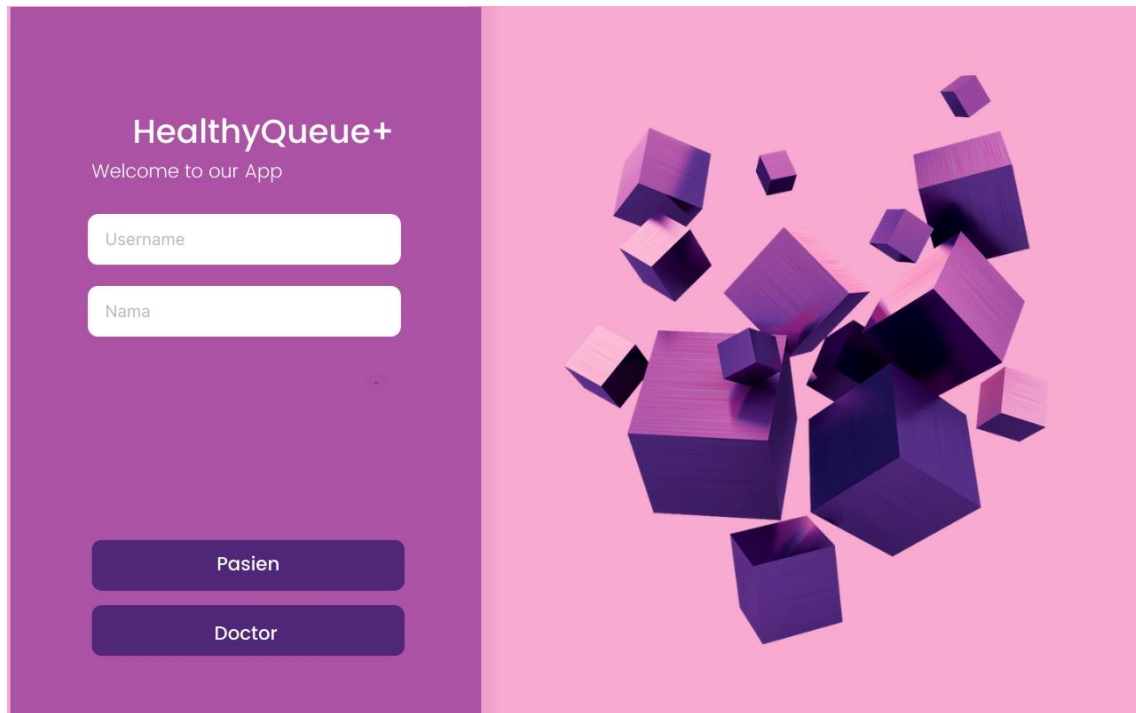 HealthyQueue+
Welcome to our App
Username
Nama
Pasien
Doctor